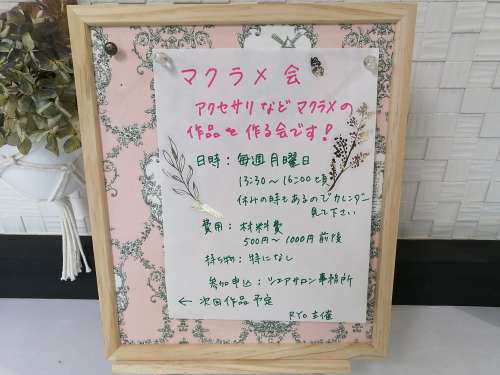 マクラメ会
アクセサリなどマクラメの
作品を作る会です!
日時:毎週月曜日
13:30~16:00頃
休みの時もあるのでカレンダー
見て下さい
費用:材料費
500円~1000円前後
持ち物:特になし
参加申込:シェアサロン事務所
← 次回作品予定
RYO主催